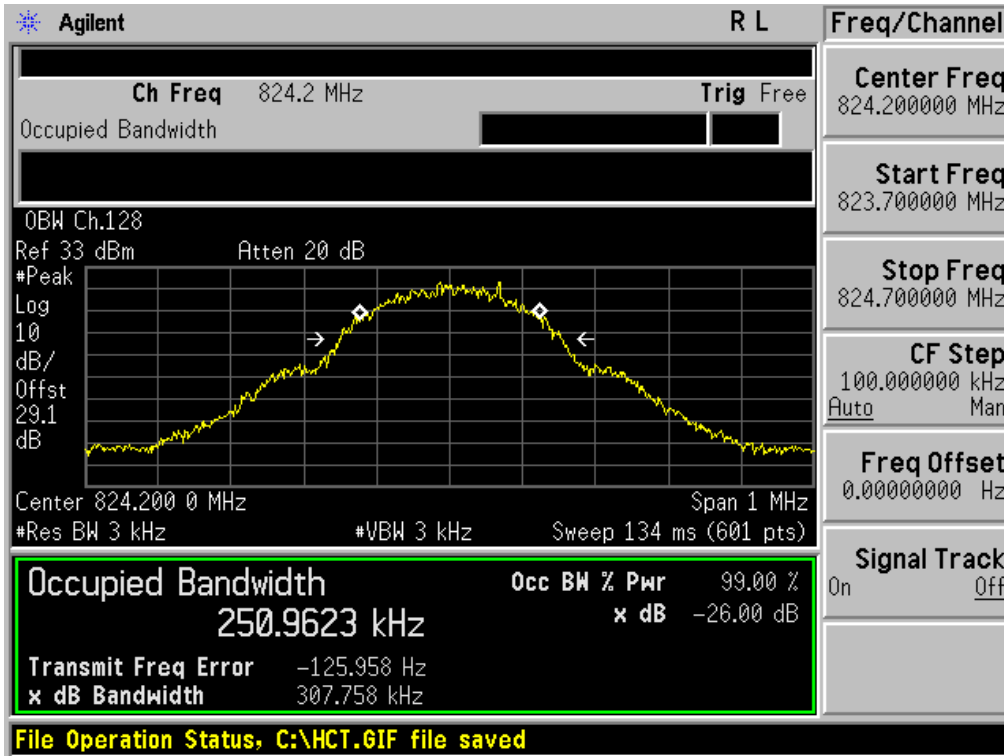 Agilent R L
Ch Freq 824.2 MHz Trig Free
Occupied Bandwidth
OBW Ch.128
Ref 33 dBm Atten 20 dB
#Peak
Log
10
dB/
Offst
29.1
dB
Center 824.200 0 MHz Span 1 MHz
#Res BW 3 kHz #VBW 3 kHz Sweep 134 ms (601 pts)
Occupied Bandwidth Occ BW % Pwr 99.00 %
250.9623 kHz x dB -26.00 dB
Transmit Freq Error -125.958 Hz
x dB Bandwidth 307.758 kHz
File Operation Status, C:\HCT.GIF file saved
Freq/Channel
Center Freq
824.200000 MHz
Start Freq
823.700000 MHz
Stop Freq
824.700000 MHz
CF Step
100.000000 kHz
Auto Man
Freq Offset
0.00000000 Hz
Signal Track
On Off